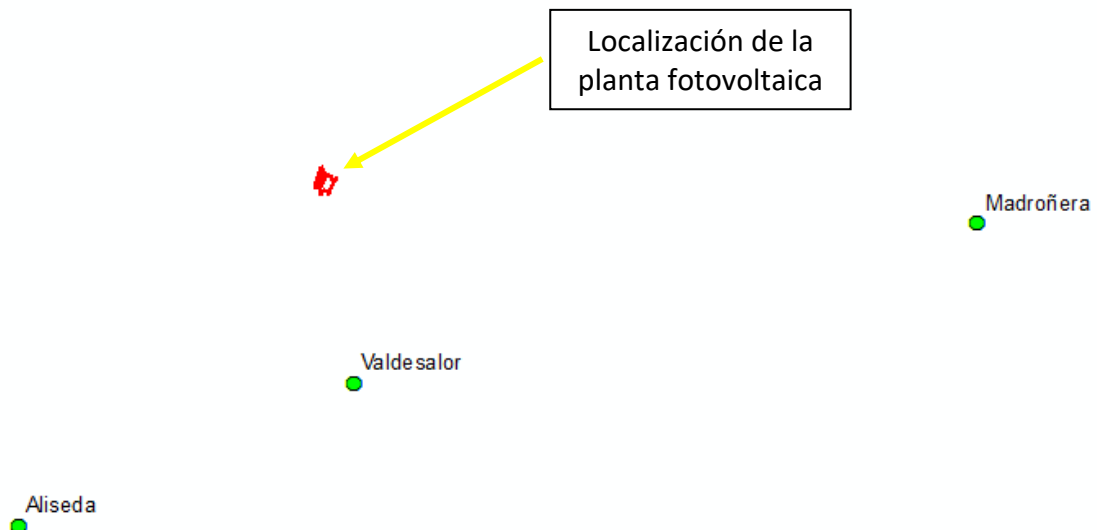 Localización de la
planta fotovoltaica
Madroñera
Valdesalor
Aliseda